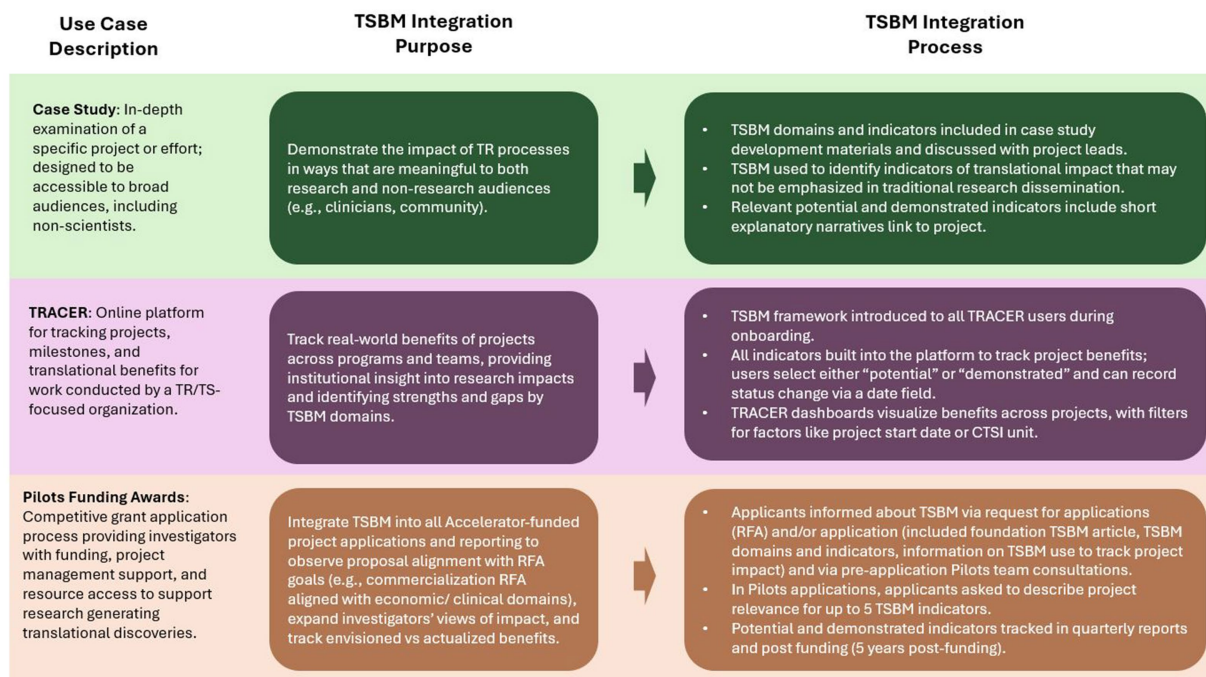 Use Case
Description
TSBM Integration
Purpose
TSBM Integration
Process
Case Study: In-depth
examination of a
specific project or effort;
designed to be
accessible to broad
audiences, including
non-scientists.
Demonstrate the impact of TR processes
in ways that are meaningful to both
research and non-research audiences
(e.g., clinicians, community).
• TSBM domains and indicators included in case study
development materials and discussed with project leads.
• TSBM used to identify indicators of translational impact that may
not be emphasized in traditional research dissemination.
• Relevant potential and demonstrated indicators include short
explanatory narratives link to project.
TRACER: Online platform
for tracking projects,
milestones, and
translational benefits for
work conducted by a TR/TS-
focused organization.
Track real-world benefits of projects
across programs and teams, providing
institutional insight into research impacts
and identifying strengths and gaps by
TSBM domains.
• TSBM framework introduced to all TRACER users during
onboarding.
• All indicators built into the platform to track project benefits;
users select either “potential” or “demonstrated” and can record
status change via a date field.
• TRACER dashboards visualize benefits across projects, with filters
for factors like project start date or CTSI unit.
Pilots Funding Awards:
Competitive grant application
process providing investigators
with funding, project
management support, and
resource access to support
research generating
translational discoveries.
Integrate TSBM into all Accelerator-funded
project applications and reporting to
observe proposal alignment with RFA
goals (e.g., commercialization RFA
aligned with economic/ clinical domains),
expand investigators’ views of impact, and
track envisioned vs actualized benefits.
• Applicants informed about TSBM via request for applications
(RFA) and/or application (included foundation TSBM article, TSBM
domains and indicators, information on TSBM use to track project
impact) and via pre-application Pilots team consultations.
• In Pilots applications, applicants asked to describe project
relevance for up to 5 TSBM indicators.
• Potential and demonstrated indicators tracked in quarterly reports
and post funding (5 years post-funding).